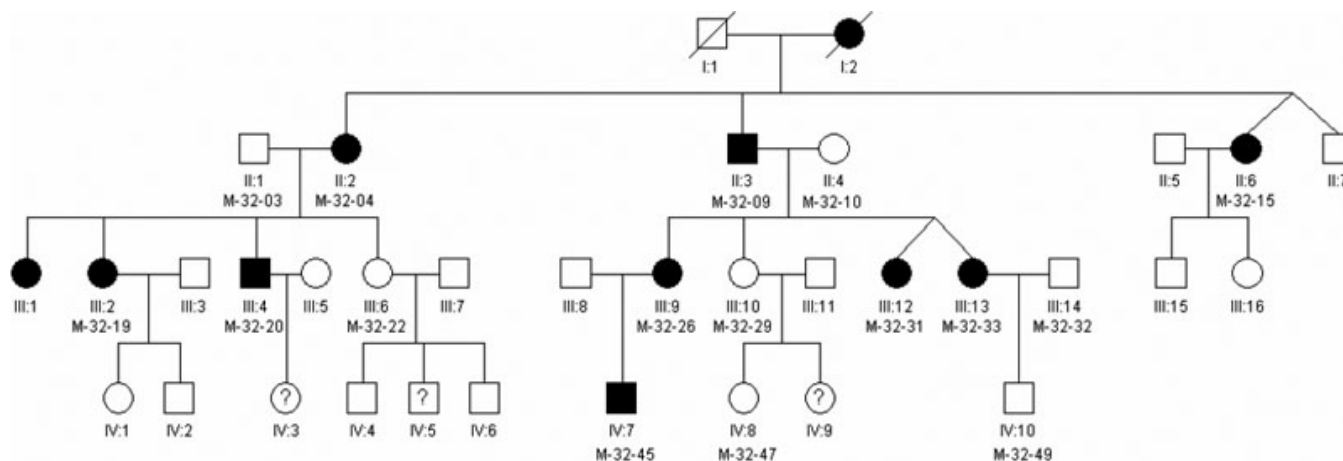 I:1 I:2
II:1 II:2 II:3 II:4 II:5 II:6 II:7
M-32-03 M-32-04 M-32-09 M-32-10 M-32-15
III:1 III:2 III:3 III:4 III:5 III:6 III:7 III:8 III:9 III:10 III:11 III:12 III:13 III:14 III:15 III:16
M-32-19 M-32-20 M-32-22 M-32-26 M-32-29 M-32-31 M-32-33 M-32-32
? ? ?
IV:1 IV:2 IV:3 IV:4 IV:5 IV:6 IV:7 IV:8 IV:9 IV:10
M-32-45 M-32-47 M-32-49